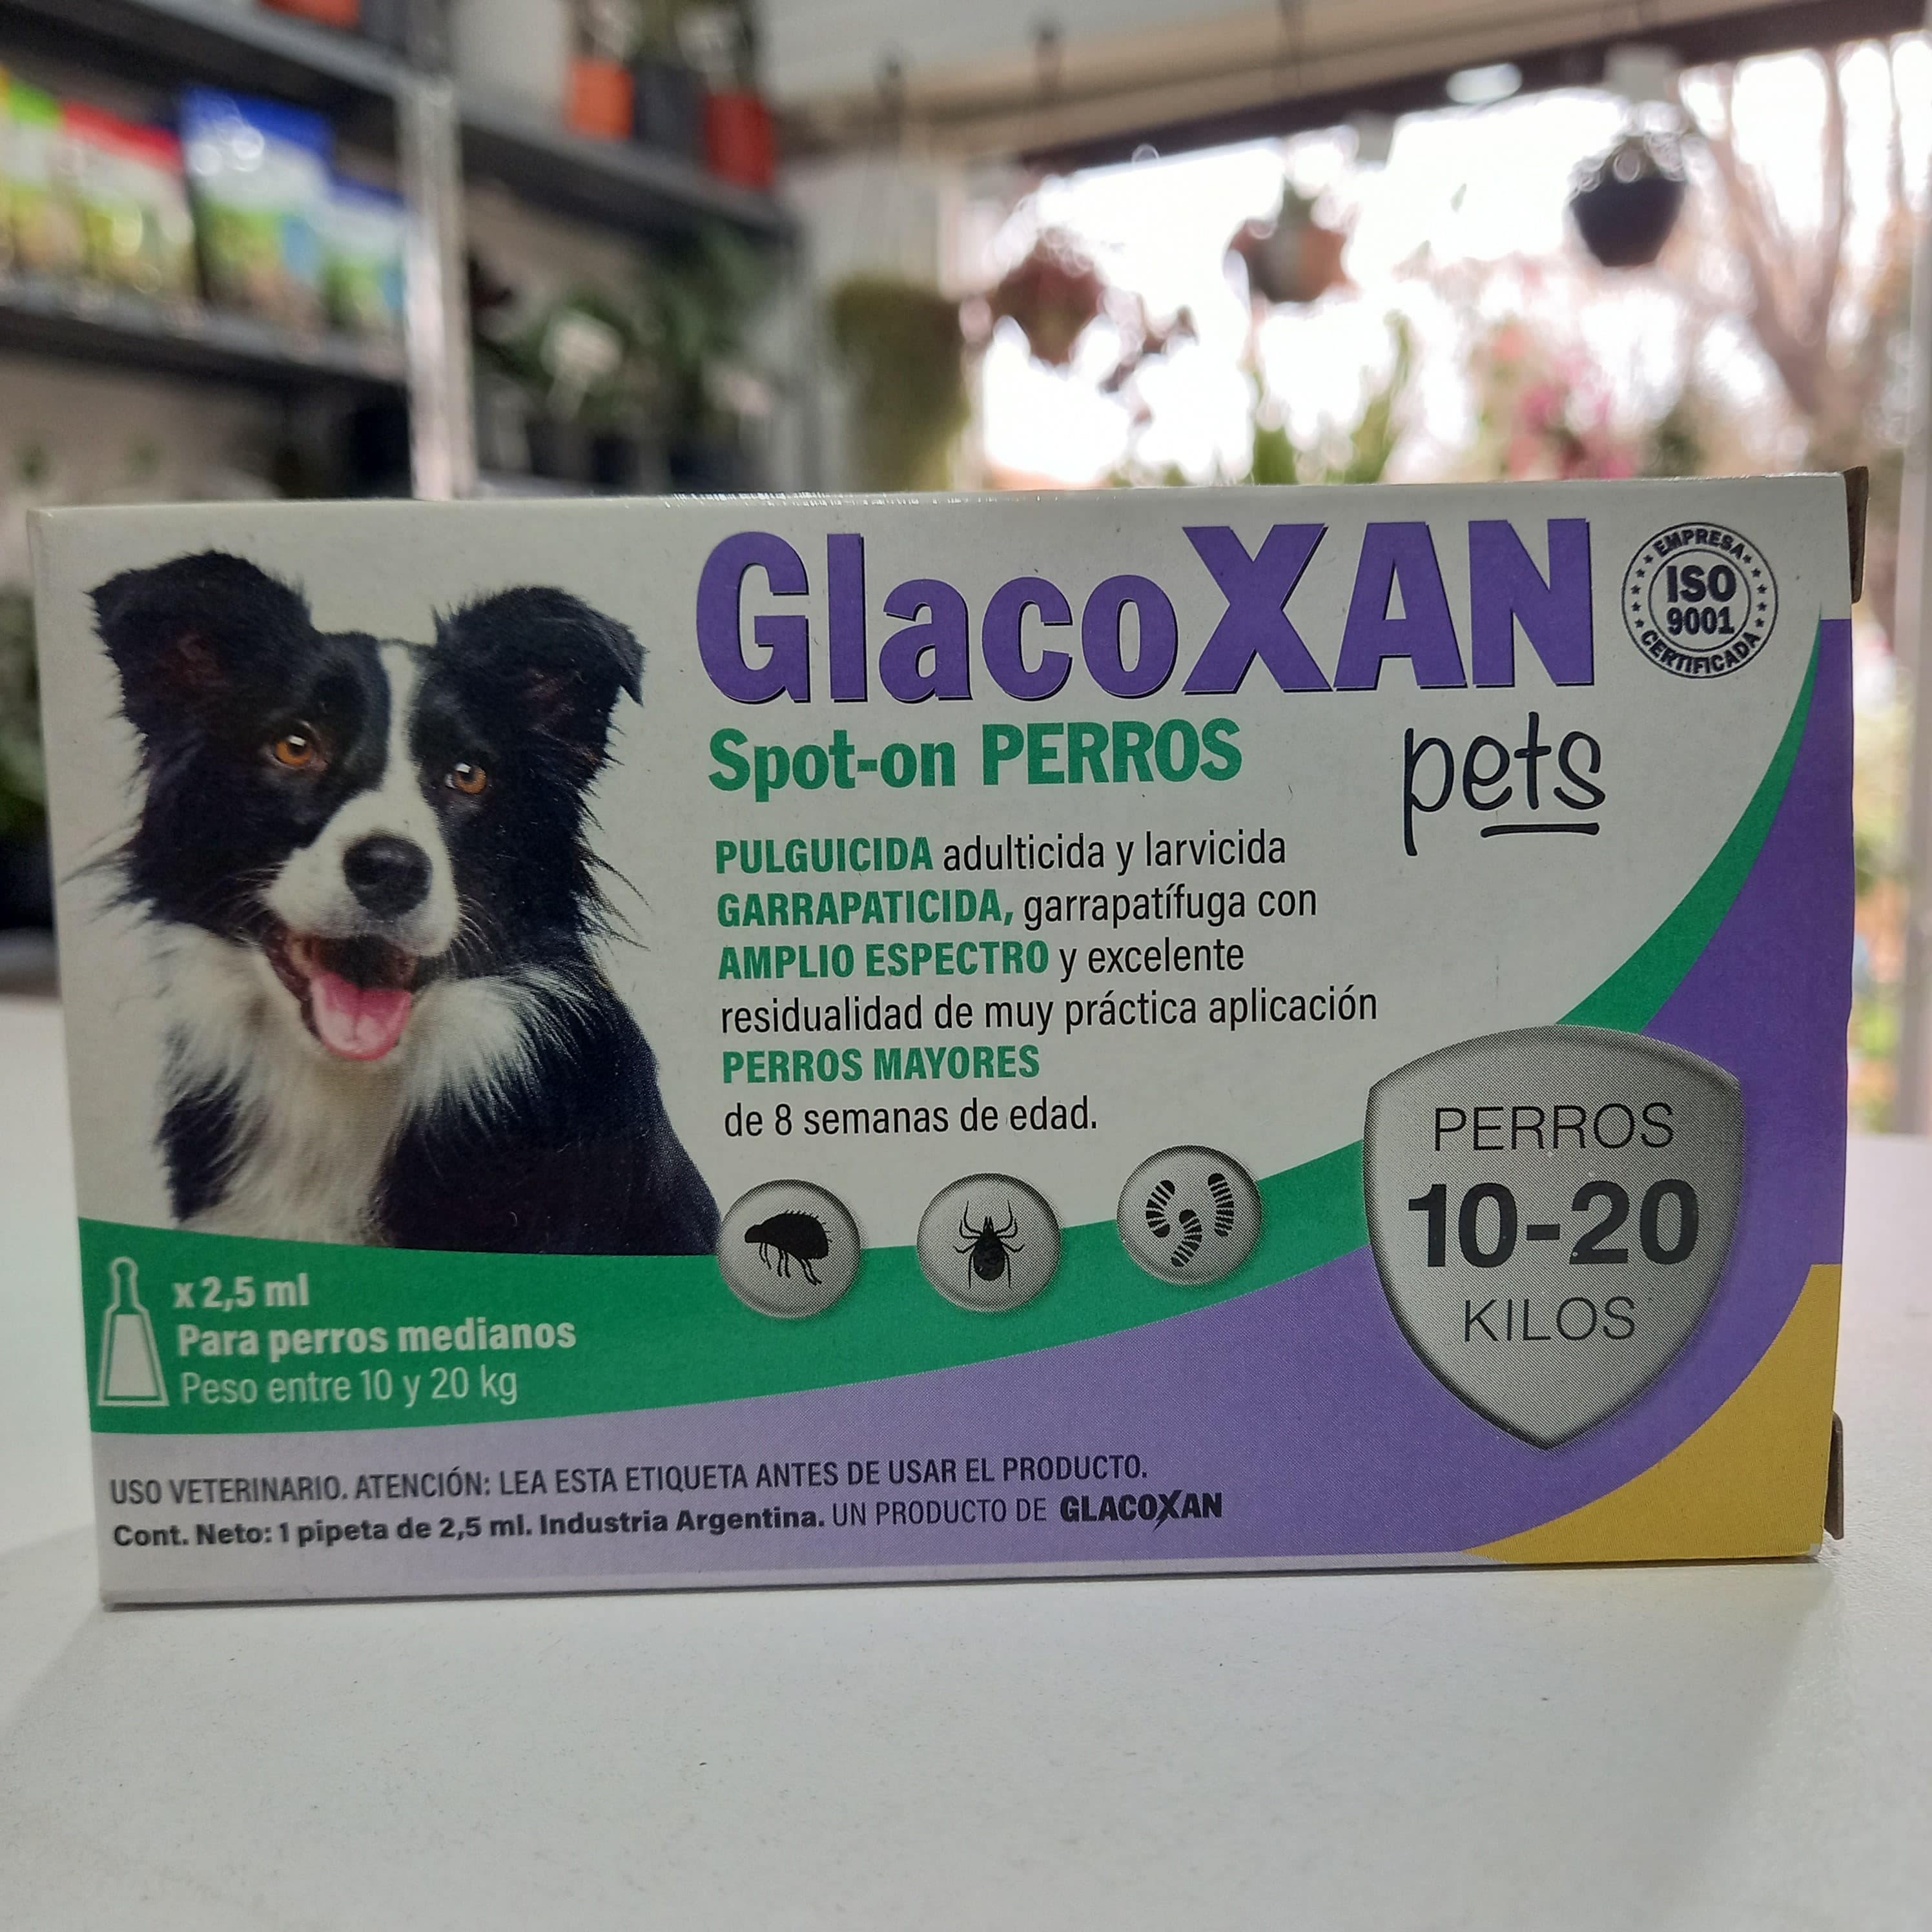 GlacoXAN
EMPRESA
ISO
9001
CERTIFICADA
Spot-on PERROS
pets
PULGUICIDA adulticida y larvicida
GARRAPATICIDA, garrapatífuga con
AMPLIO ESPECTRO y excelente
residualidad de muy práctica aplicación
PERROS MAYORES
de 8 semanas de edad.
PERROS
10-20
KILOS
x 2,5 ml
Para perros medianos
Peso entre 10 y 20 kg
USO VETERINARIO. ATENCIÓN: LEA ESTA ETIQUETA ANTES DE USAR EL PRODUCTO.
Cont. Neto: 1 pipeta de 2,5 ml. Industria Argentina. UN PRODUCTO DE GLACOXAN